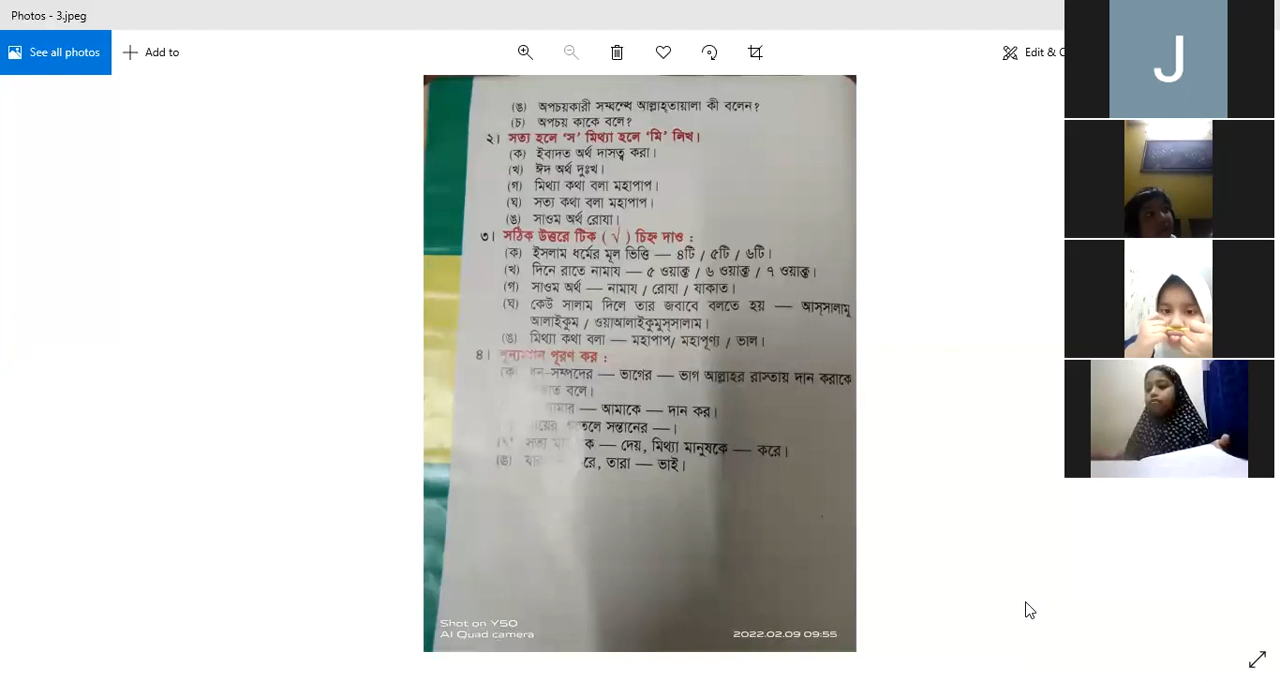 Photos - 3.jpeg
See all photos
Add to
Edit & C
J
(ঙ) অপচয়কারী সম্বন্ধে আল্লাহ্তায়ালা কী বলেন?
(চ) অপচয় কাকে বলে?
২। সত্য হলে ‘স’ মিথ্যা হলে ‘মি’ লিখ।
(ক) ইবাদত অর্থ দাসত্ব করা।
(খ) ঈদ অর্থ দুঃখ।
(গ) মিথ্যা কথা বলা মহাপাপ।
(ঘ) সত্য কথা বলা মহাপাপ।
(ঙ) সাওম অর্থ রোযা।
৩। সঠিক উত্তরে টিক ( √ ) চিহ্ন দাও :
(ক) ইসলাম ধর্মের মূল ভিত্তি — ৪টি / ৫টি / ৬টি।
(খ) দিনে রাতে নামায — ৫ ওয়াক্ত / ৬ ওয়াক্ত / ৭ ওয়াক্ত।
(গ) সাওম অর্থ — নামায / রোযা / যাকাত।
(ঘ) কেউ সালাম দিলে তার জবাবে বলতে হয় — আস্সালামু
আলাইকুম / ওয়াআলাইকুমুস্সালাম।
(ঙ) মিথ্যা কথা বলা — মহাপাপ/ মহাপূণ্য / ভাল।
৪। পূরণ কর :
(ক) সম্পদের — ভাগের — ভাগ আল্লাহর রাস্তায় দান করাকে
বলে।
— আমাকে — দান কর।
সন্তানের —।
সত্য — দেয়, মিথ্যা মানুষকে — করে।
(ঙ) তারা — ভাই।
Shot on Y50
AI Quad camera
2022.02.09 09:55